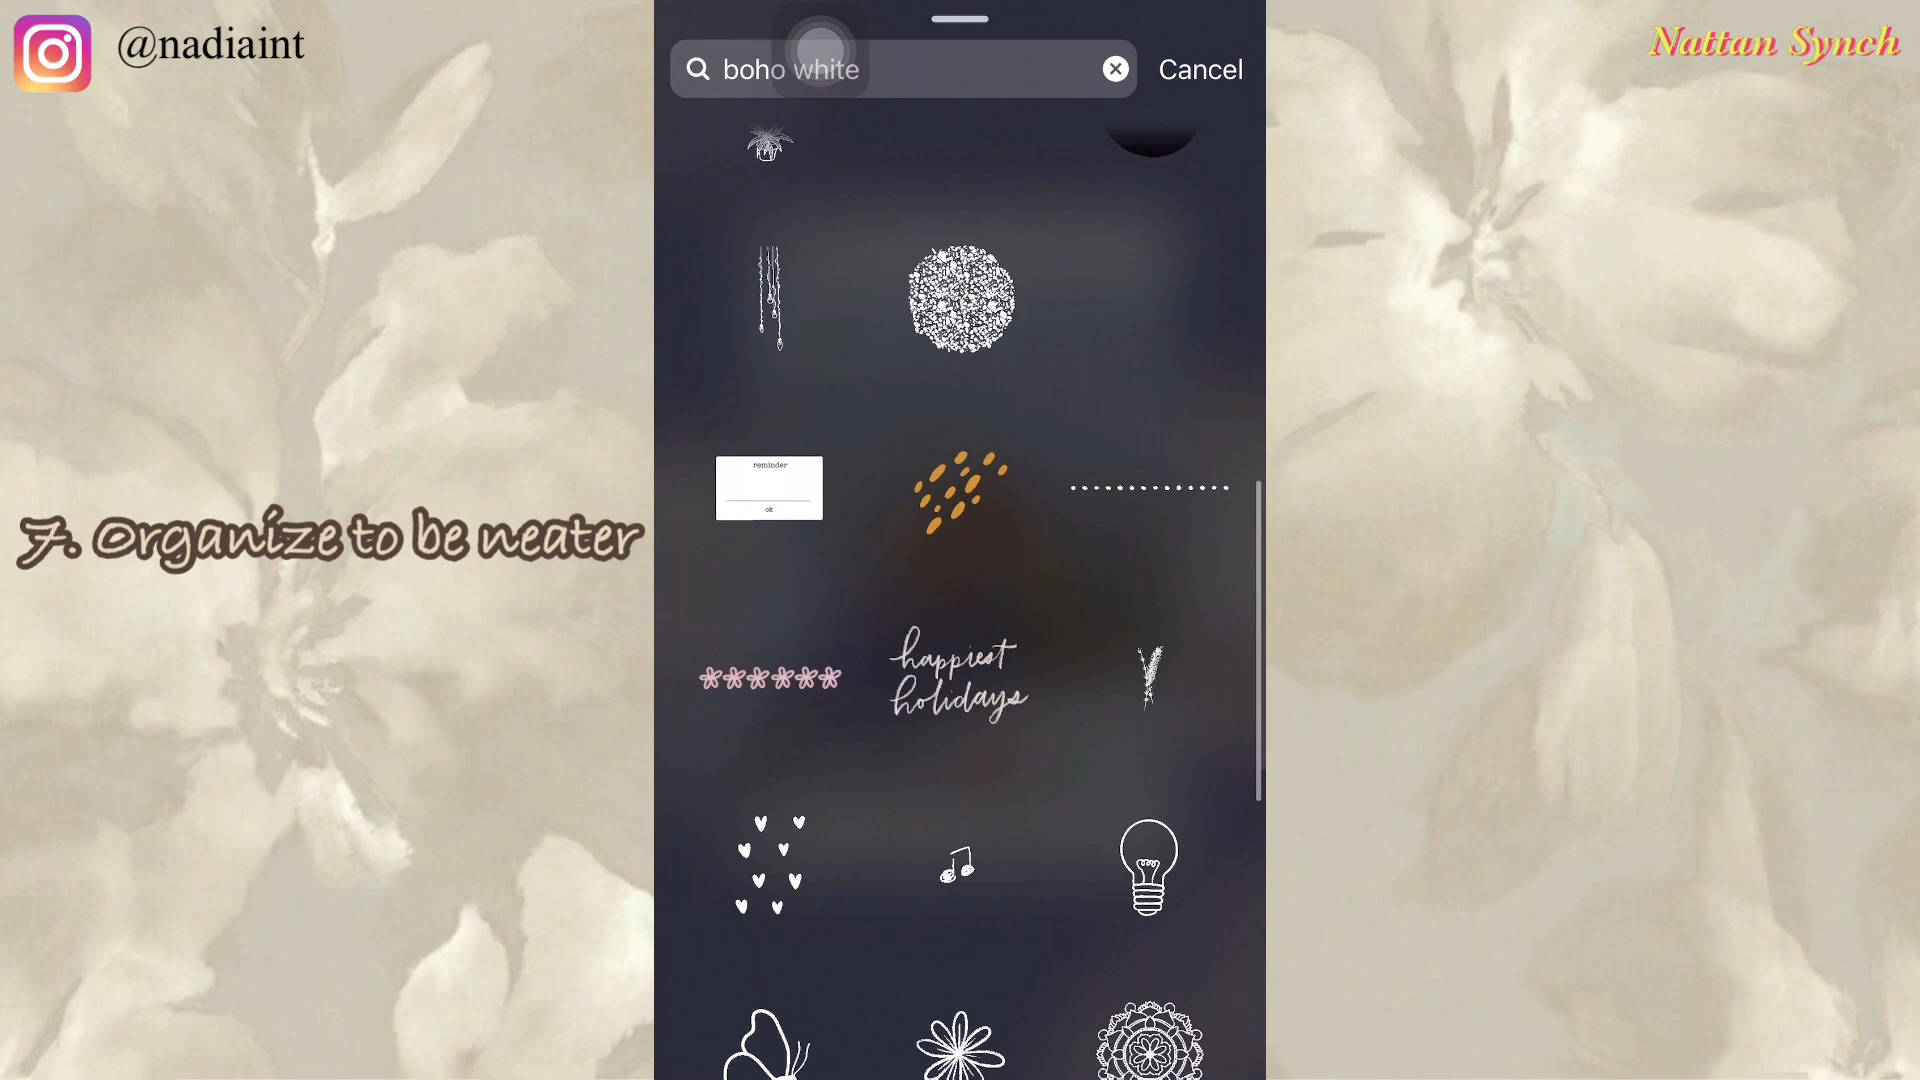 @nadiaint
Nattan Synch
boho white
Cancel
reminder
ok
7. Organize to be neater
happiest
holidays